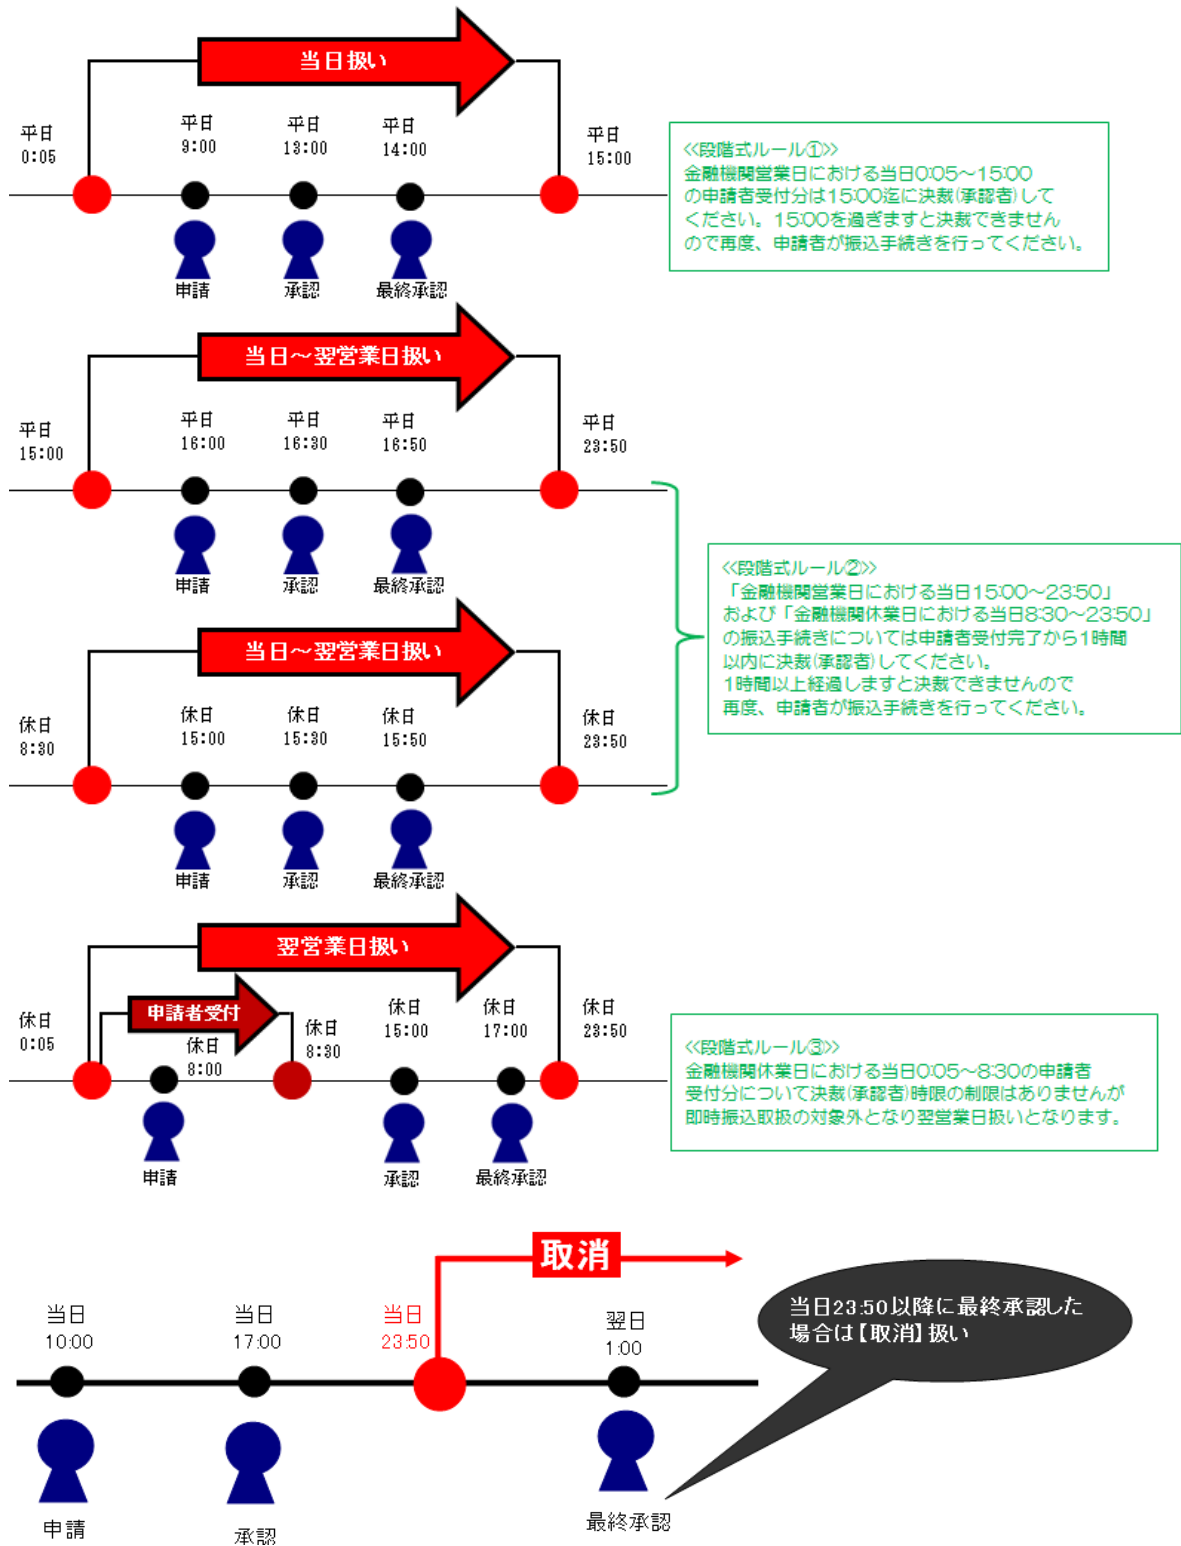 当日扱い
平日
0:05
平日
9:00
平日
13:00
平日
14:00
平日
15:00
申請
承認
最終承認
≪段階式ルール①≫
金融機関営業日における当日0:05～15:00
の申請者受付分は15:00迄に決裁(承認者)して
ください。15:00を過ぎますと決裁できません
ので再度、申請者が振込手続きを行ってください。
当日～翌営業日扱い
平日
15:00
平日
16:00
平日
16:30
平日
16:50
平日
23:50
申請
承認
最終承認
≪段階式ルール②≫
「金融機関営業日における当日15:00～23:50」
および「金融機関休業日における当日8:30～23:50」
の振込手続きについては申請者受付完了から1時間
以内に決裁(承認者)してください。
1時間以上経過しますと決裁できませんので
再度、申請者が振込手続きを行ってください。
当日～翌営業日扱い
休日
8:30
休日
15:00
休日
15:30
休日
15:50
休日
23:50
申請
承認
最終承認
翌営業日扱い
申請者受付
休日
0:05
休日
8:00
休日
8:30
休日
15:00
休日
17:00
休日
23:50
申請
承認
最終承認
≪段階式ルール③≫
金融機関休業日における当日0:05～8:30の申請者
受付分について決裁(承認者)時限の制限はありませんが
即時振込取扱の対象外となり翌営業日扱いとなります。
取消
当日
10:00
当日
17:00
当日
23:50
翌日
1:00
当日23:50以降に最終承認した
場合は【取消】扱い
申請
承認
最終承認